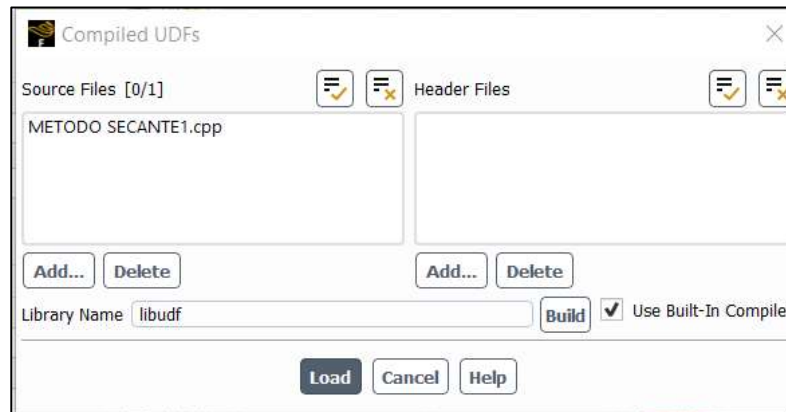 Compiled UDFs
Source Files [0/1]
Header Files
METODO SECANTE1.cpp
Add... Delete
Add... Delete
Library Name libudf Build Use Built-In Compile
Load Cancel Help